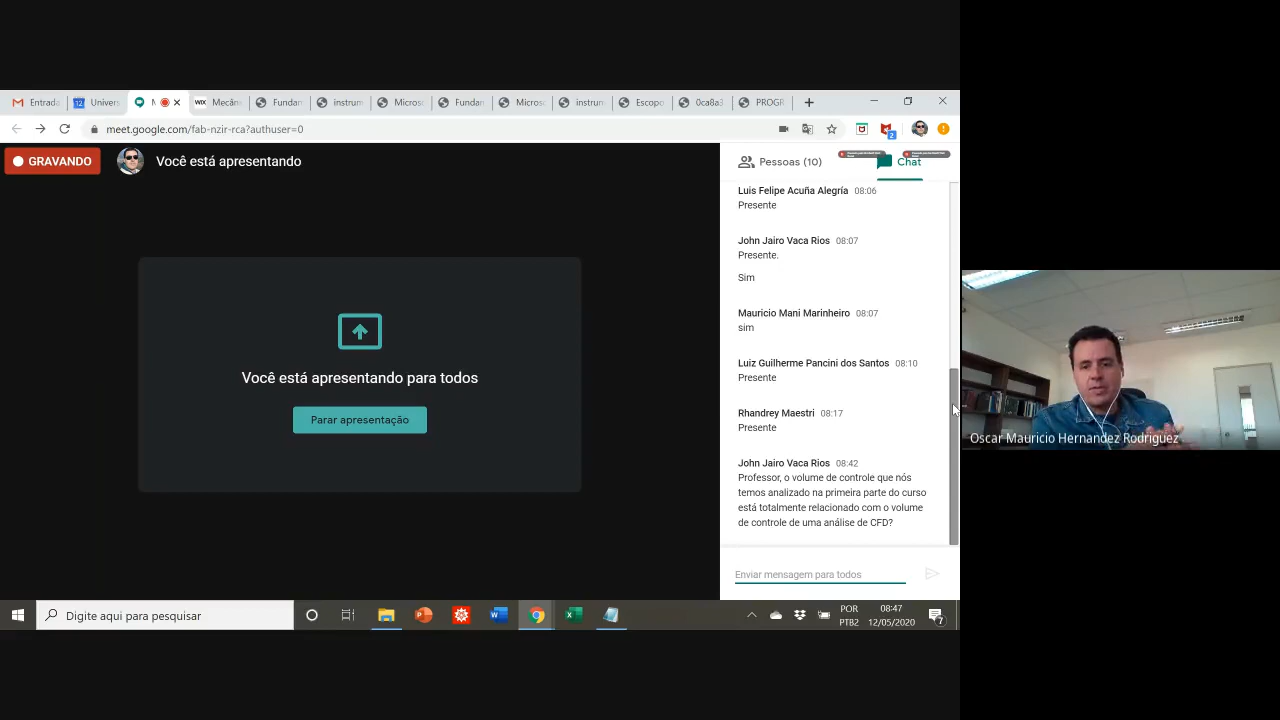 Entrada
Univers
M
WIX Mecân
Fundam
instrum
Micros
Fundan
Micros
instrum
Escopo
0ca8a3
PROGR
meet.google.com/fab-nzir-rca?authuser=0
GRAVANDO
Você está apresentando
Pessoas (10)
Chat
Luis Felipe Acuña Alegría 08:06
Presente
John Jairo Vaca Rios 08:07
Presente.
Sim
Mauricio Mani Marinheiro 08:07
sim
Luiz Guilherme Pancini dos Santos 08:10
Presente
Rhandrey Maestri 08:17
Presente
John Jairo Vaca Rios 08:42
Professor, o volume de controle que nós
temos analizado na primeira parte do curso
está totalmente relacionado com o volume
de controle de uma análise de CFD?
Enviar mensagem para todos
Você está apresentando para todos
Parar apresentação
Oscar Mauricio Hernandez Rodriguez
Digite aqui para pesquisar
POR
PTB2
08:47
12/05/2020
7